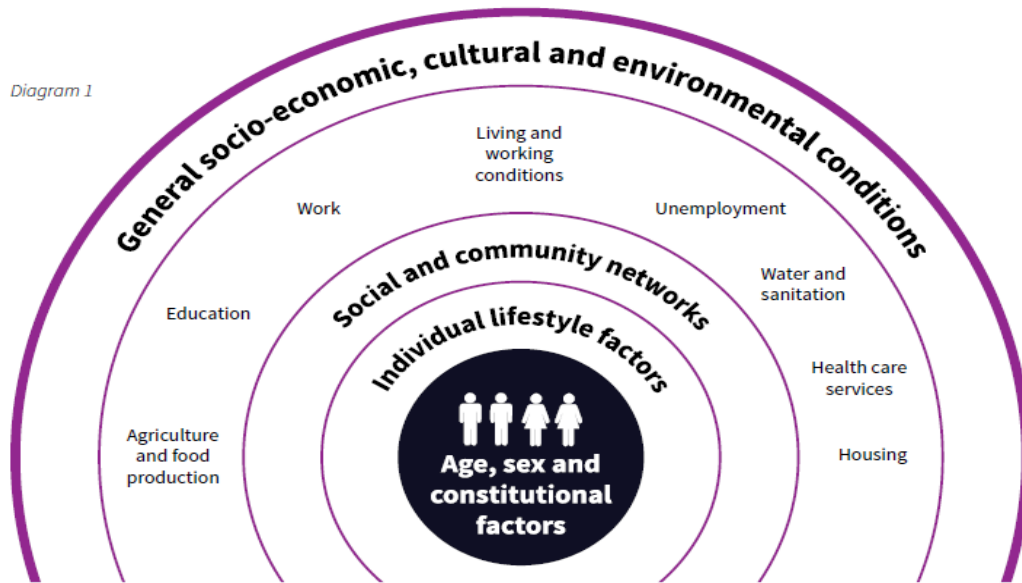 Diagram 1
General socio-economic, cultural and environmental conditions
Living and
working
conditions
Work
Unemployment
Social and community networks
Water and
sanitation
Education
Individual lifestyle factors
Health care
services
Agriculture
and food
production
Housing
Age, sex and
constitutional
factors